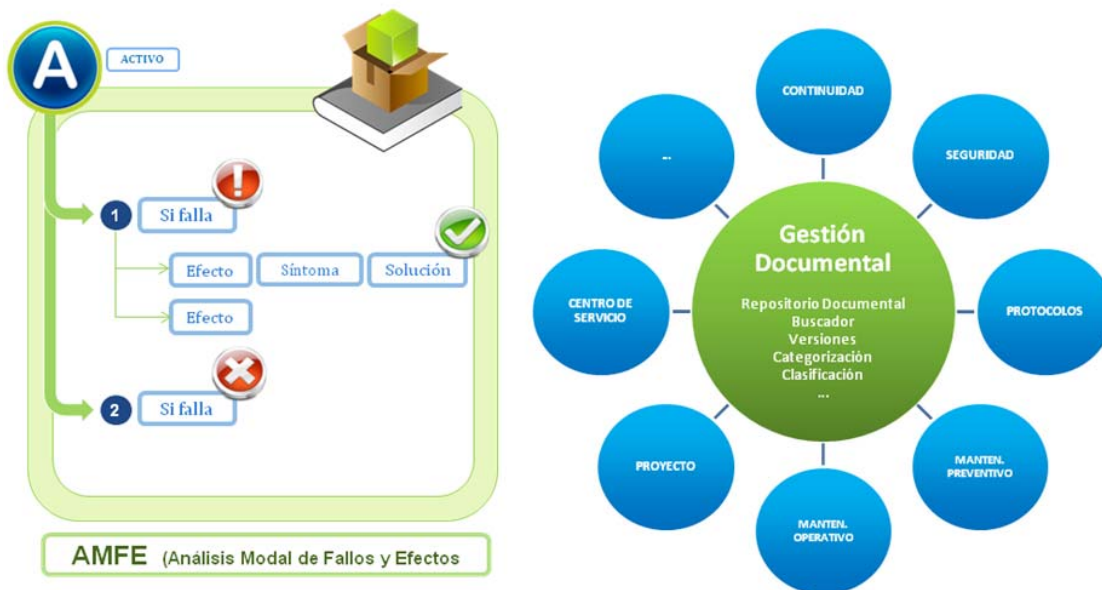 A
ACTIVO
1
Si falla
Efecto
Síntoma
Solución
Efecto
2
Si falla
AMFE (Análisis Modal de Fallos y Efectos
CONTINUIDAD
...
SEGURIDAD
Gestión
Documental
Repositorio Documental
Buscador
Versiones
Categorización
Clasificación
...
CENTRO DE
SERVICIO
PROTOCOLOS
PROYECTO
MANTEN.
PREVENTIVO
MANTEN.
OPERATIVO